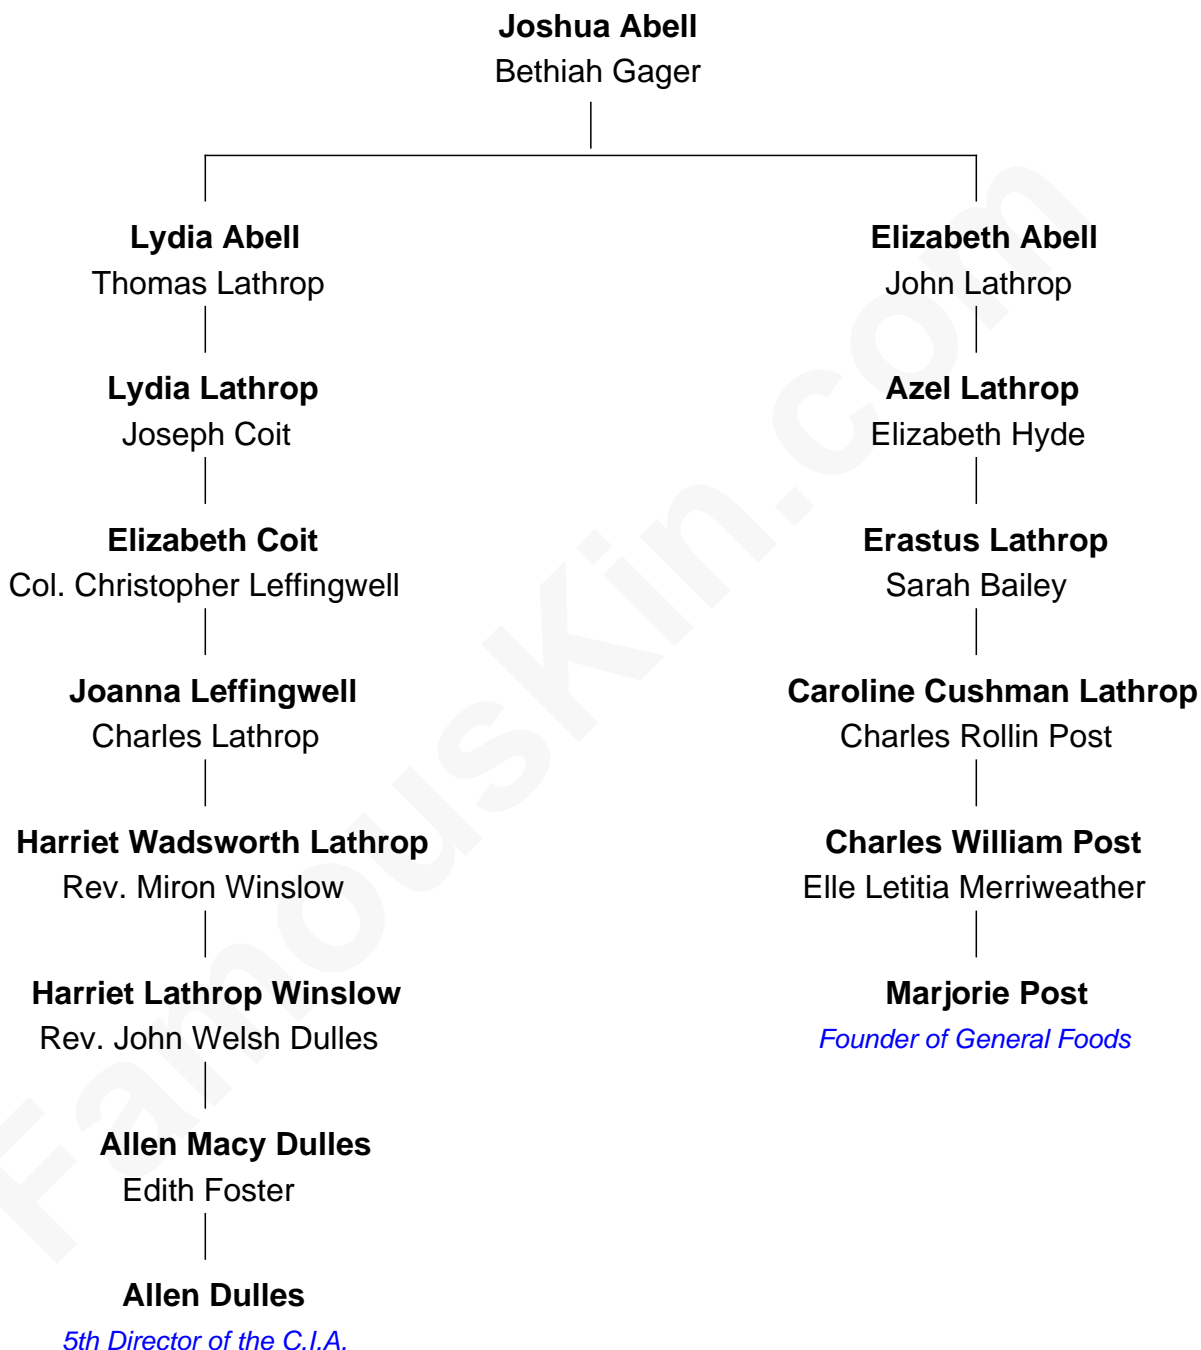 Joshua Abell
Bethiah Gager
Lydia Abell
Thomas Lathrop
Elizabeth Abell
John Lathrop
Lydia Lathrop
Joseph Coit
Azel Lathrop
Elizabeth Hyde
Elizabeth Coit
Col. Christopher Leffingwell
Erastus Lathrop
Sarah Bailey
Joanna Leffingwell
Charles Lathrop
Caroline Cushman Lathrop
Charles Rollin Post
Harriet Wadsworth Lathrop
Rev. Miron Winslow
Charles William Post
Elle Letitia Merriweather
Harriet Lathrop Winslow
Rev. John Welsh Dulles
Marjorie Post
Founder of General Foods
Allen Macy Dulles
Edith Foster
Allen Dulles
5th Director of the C.I.A.
FamousKin.com